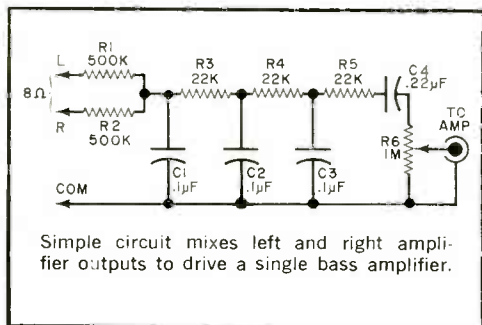 L R1 500K
8Ω
R R2 500K
R3 22K
R4 22K
R5 22K
C4 .22µF
TO AMP
R6 1M
C1 .1µF
C2 .1µF
C3 .1µF
COM
Simple circuit mixes left and right ampli-
fier outputs to drive a single bass amplifier.